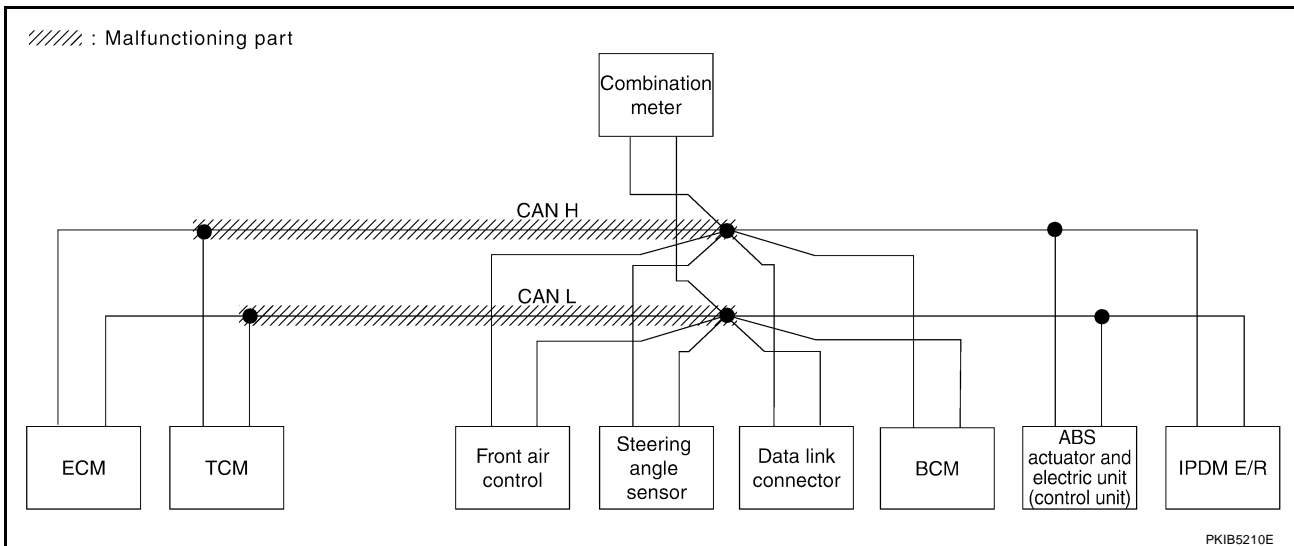 : Malfunctioning part
Combination
meter
CAN H
CAN L
ECM
TCM
Front air
control
Steering
angle
sensor
Data link
connector
BCM
ABS
actuator and
electric unit
(control unit)
IPDM E/R
PKIB5210E